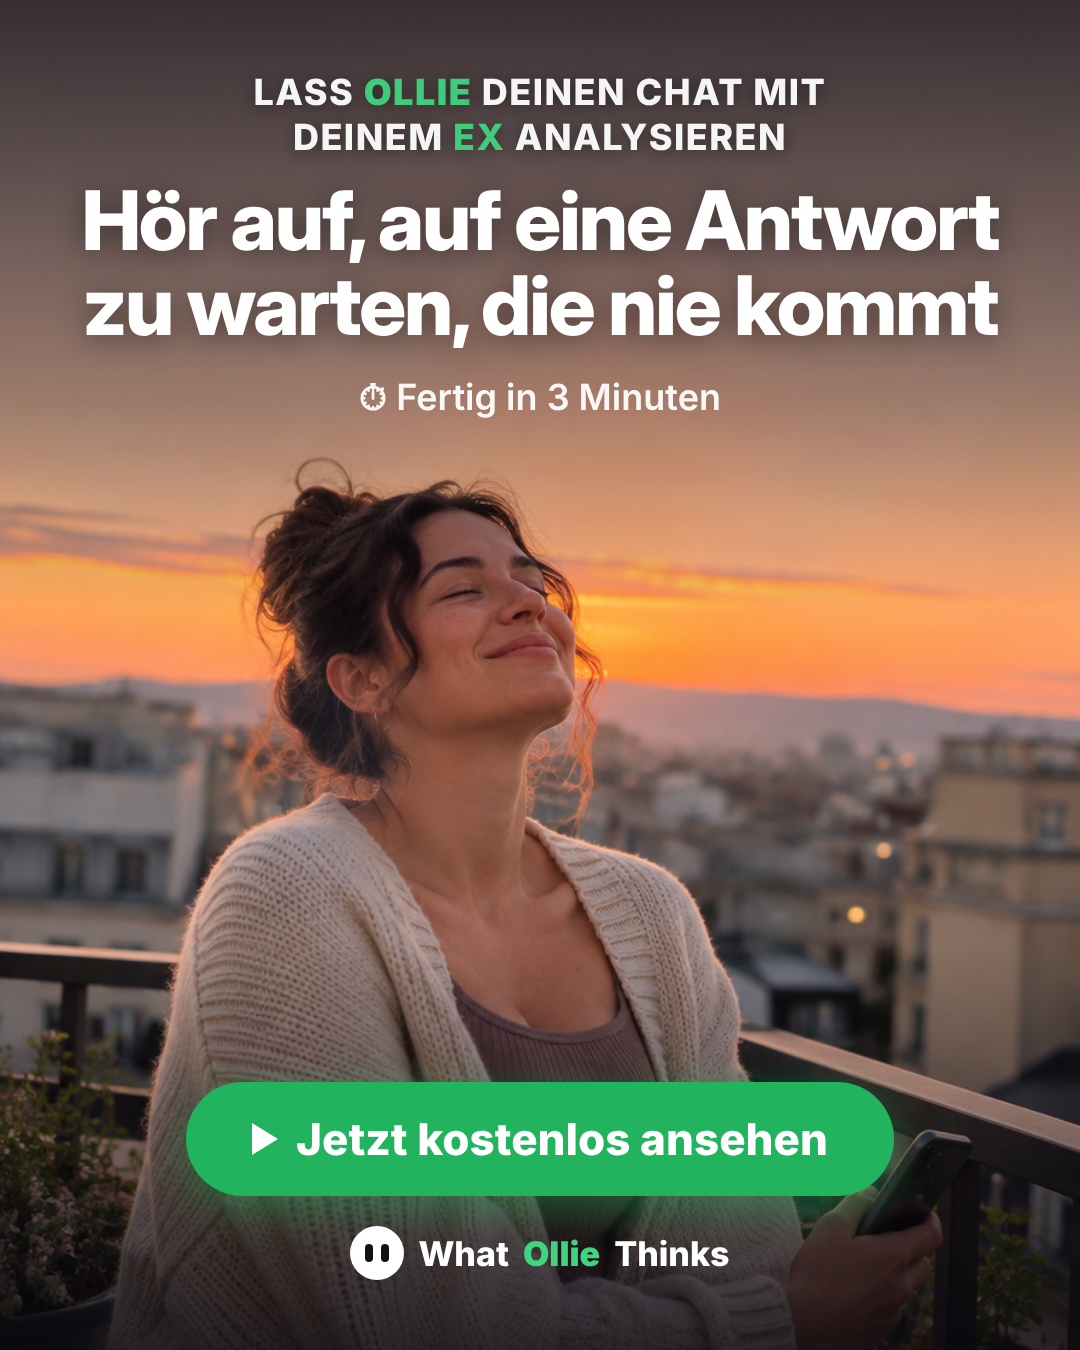 LASS OLLIE DEINEN CHAT MIT
DEINEM EX ANALYSIEREN
Hör auf, auf eine Antwort
zu warten, die nie kommt
⏱ Fertig in 3 Minuten
▶ Jetzt kostenlos ansehen
What Ollie Thinks